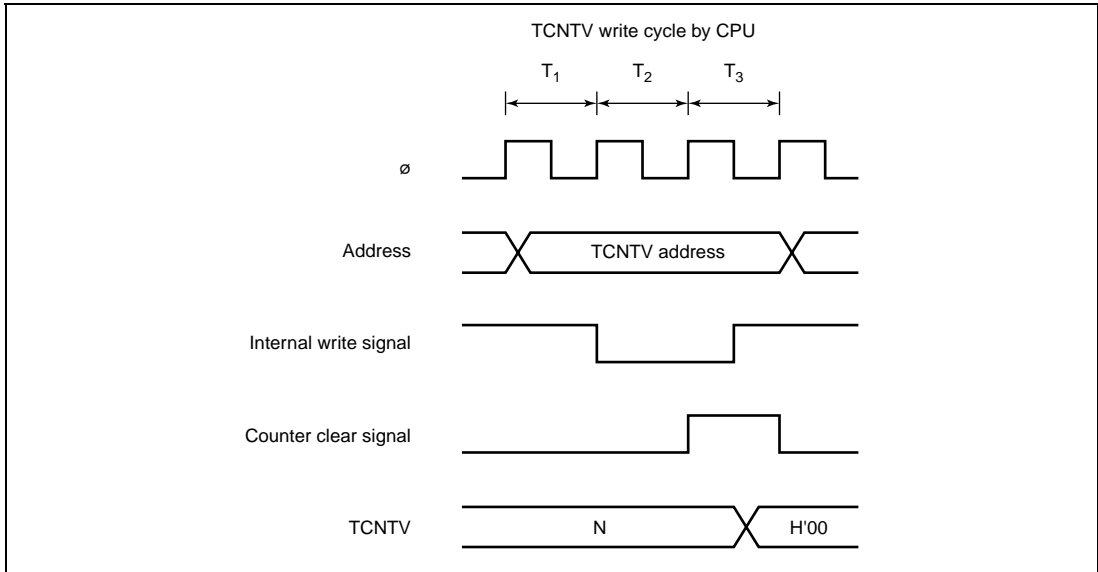 TCNTV write cycle by CPU
T1 T2 T3
ø
Address TCNTV address
Internal write signal
Counter clear signal
TCNTV N H'00